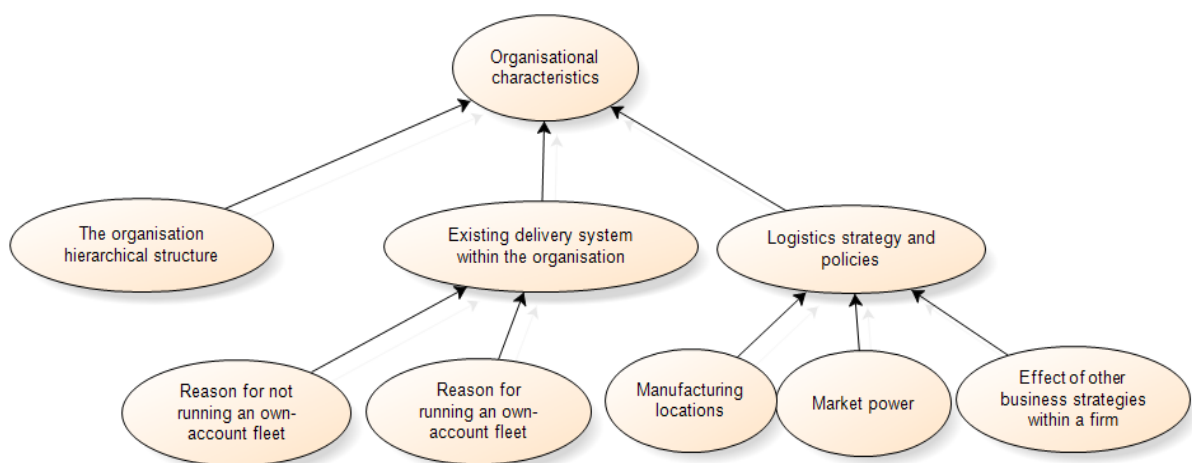 Organisational
characteristics
The organisation
hierarchical structure
Existing delivery system
within the organisation
Logistics strategy and
policies
Reason for not
running an own-
account fleet
Reason for
running an own-
account fleet
Manufacturing
locations
Market power
Effect of other
business strategies
within a firm